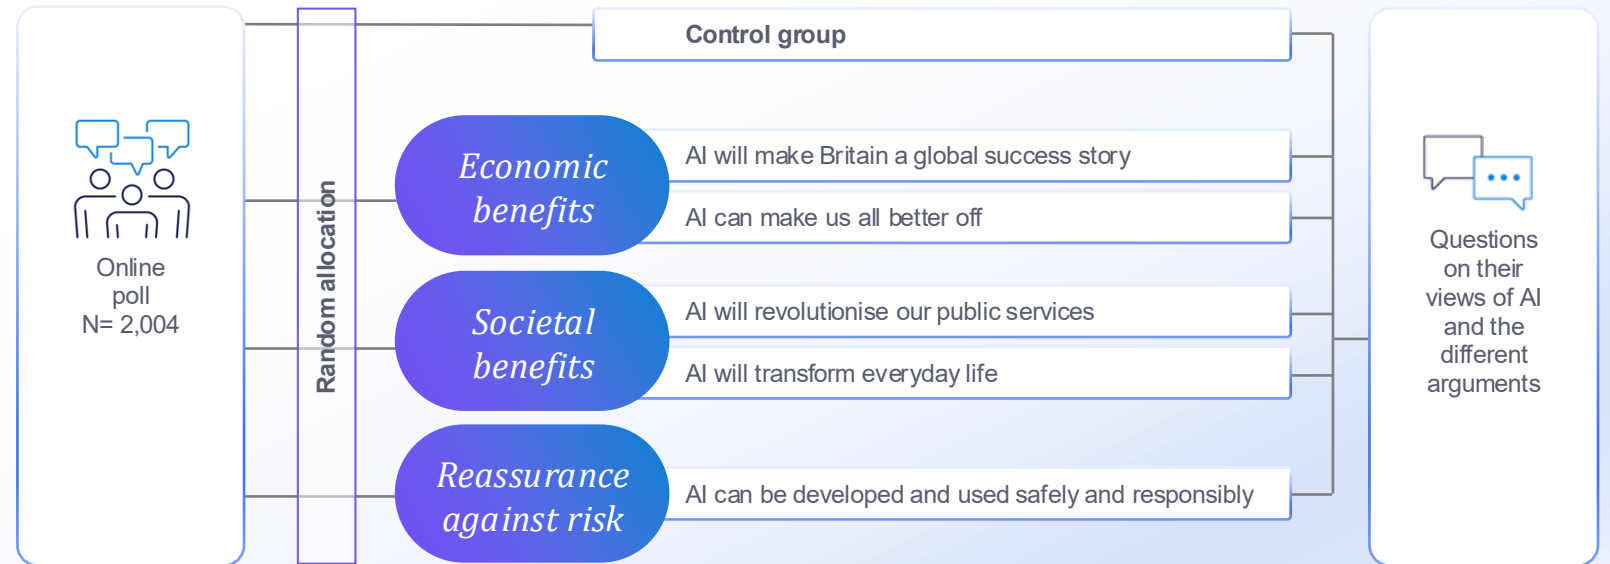 Online
poll
N= 2,004
Random allocation
Control group
Economic
benefits
AI will make Britain a global success story
AI can make us all better off
Societal
benefits
AI will revolutionise our public services
AI will transform everyday life
Reassurance
against risk
AI can be developed and used safely and responsibly
Questions
on their
views of AI
and the
different
arguments